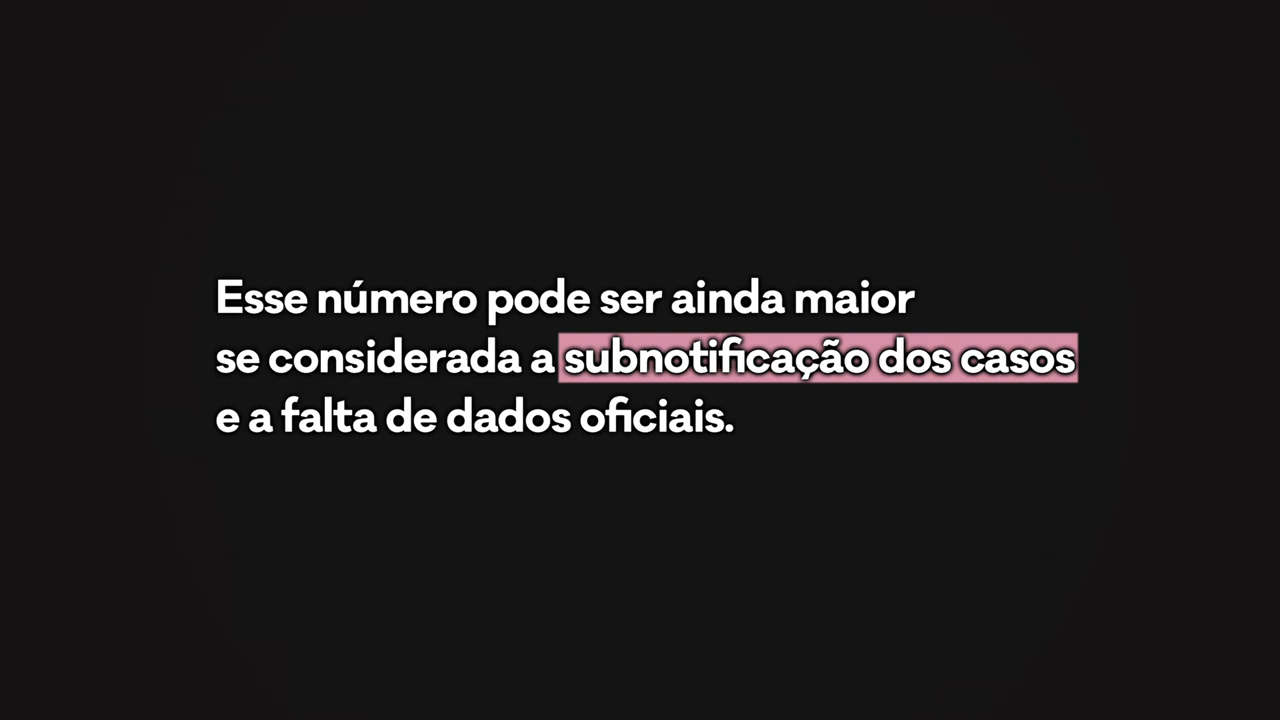 Esse número pode ser ainda maior
se considerada a subnotificação dos casos
e a falta de dados oficiais.